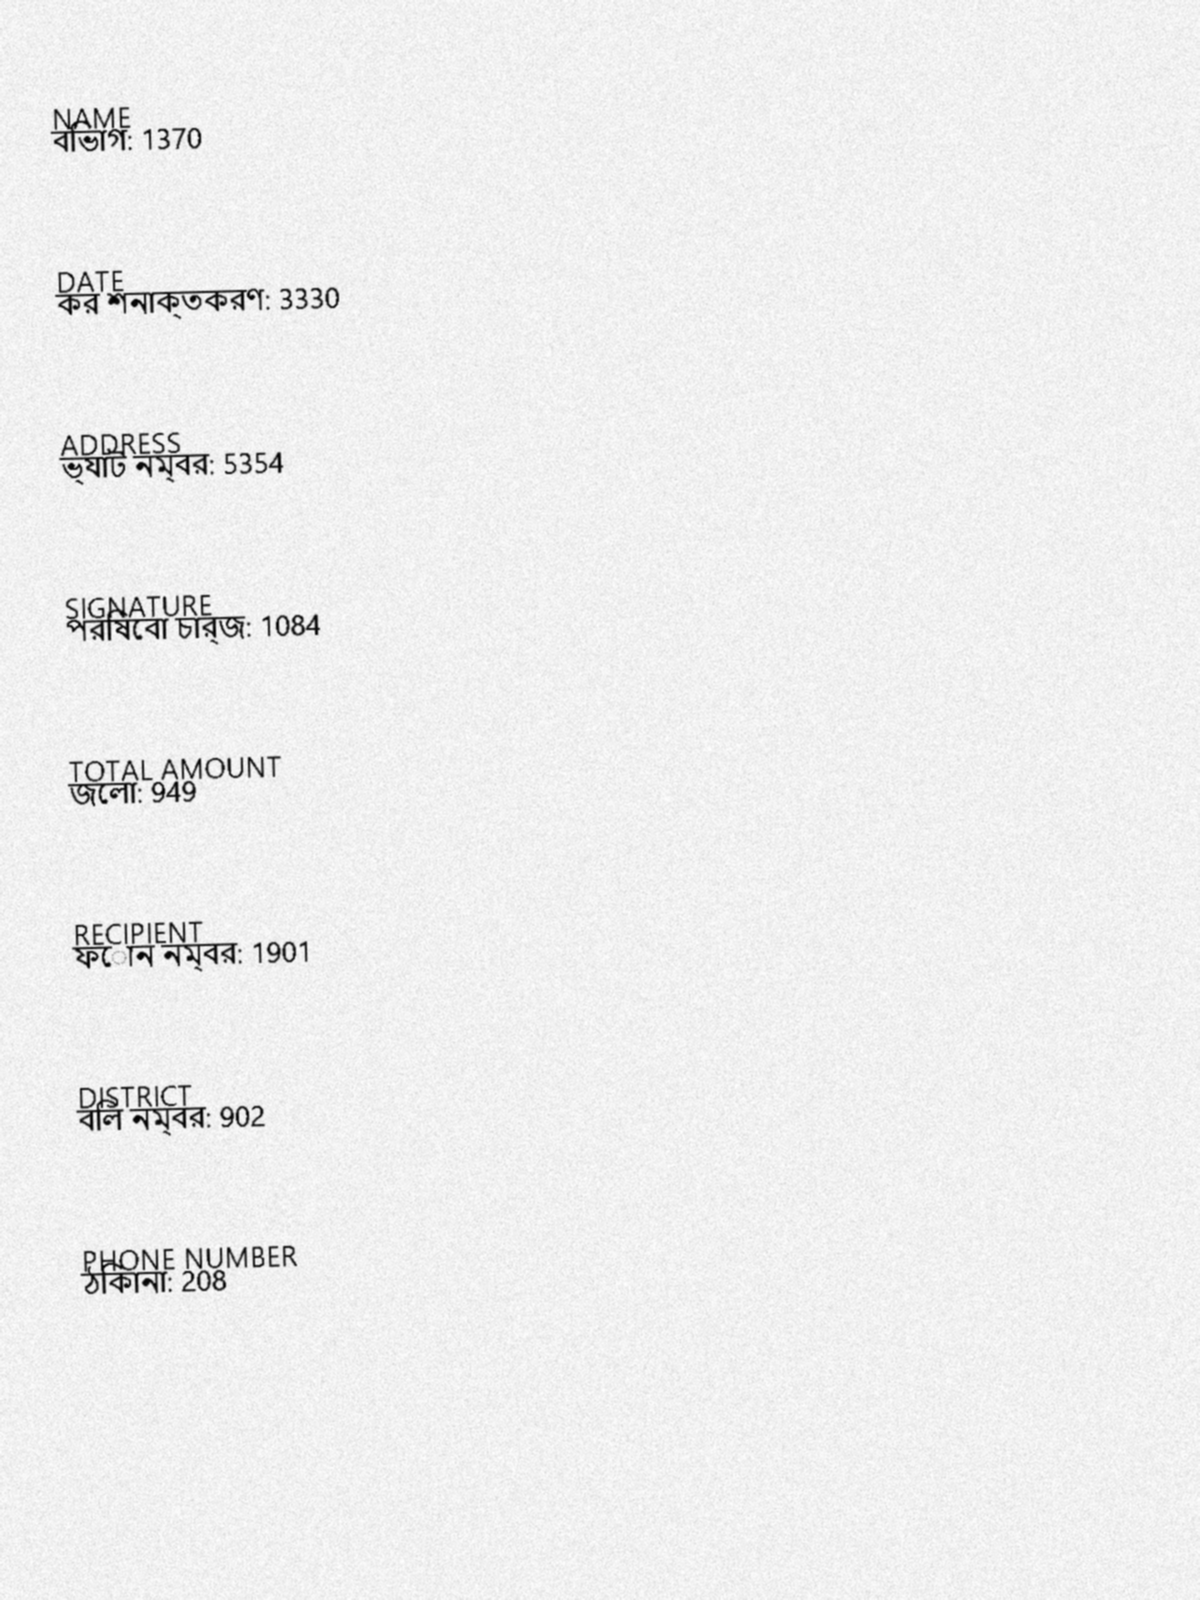 NAME
বিভাগ: 1370
DATE
কর শনাক্তকরণ: 3330
ADDRESS
ভ্যাট নম্বর: 5354
SIGNATURE
পরিষেবা চার্জ: 1084
TOTAL AMOUNT
জেলা: 949
RECIPIENT
ফোন নম্বর: 1901
DISTRICT
বিল নম্বর: 902
PHONE NUMBER
ঠিকানা: 208